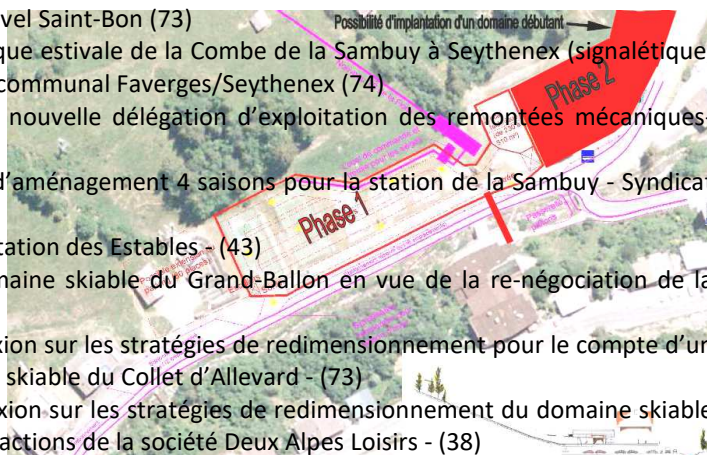 vel Saint-Bon (73)
Possibilité d'implantation d'un domaine débutant
que estivale de la Combe de la Sambuy à Seythenex (signalétique
communal Faverges/Seythenex (74)
Phase 2
nouvelle délégation d'exploitation des remontées mécaniques-
d'aménagement 4 saisons pour la station de la Sambuy - Syndicat
Phase 1
tation des Estables - (43)
maine skiable du Grand-Ballon en vue de la re-négociation de la
xion sur les stratégies de redimensionnement pour le compte d'un
skiable du Collet d'Allevard - (73)
xion sur les stratégies de redimensionnement du domaine skiable
actions de la société Deux Alpes Loisirs - (38)